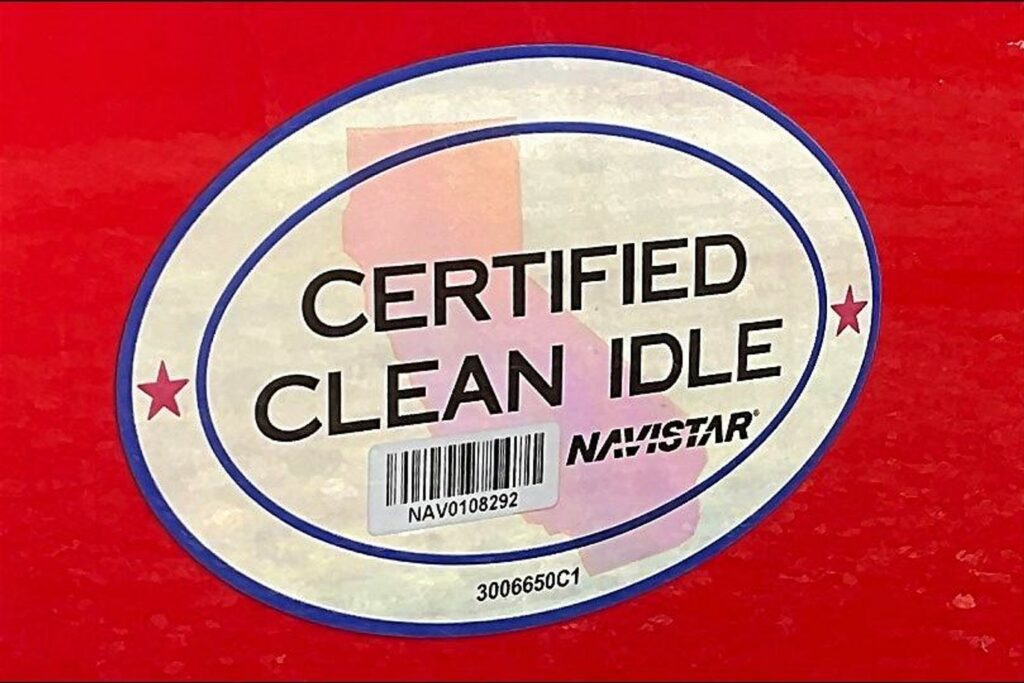 CERTIFIED
CLEAN IDLE
NAVISTAR®
NAV0108292
3006650C1